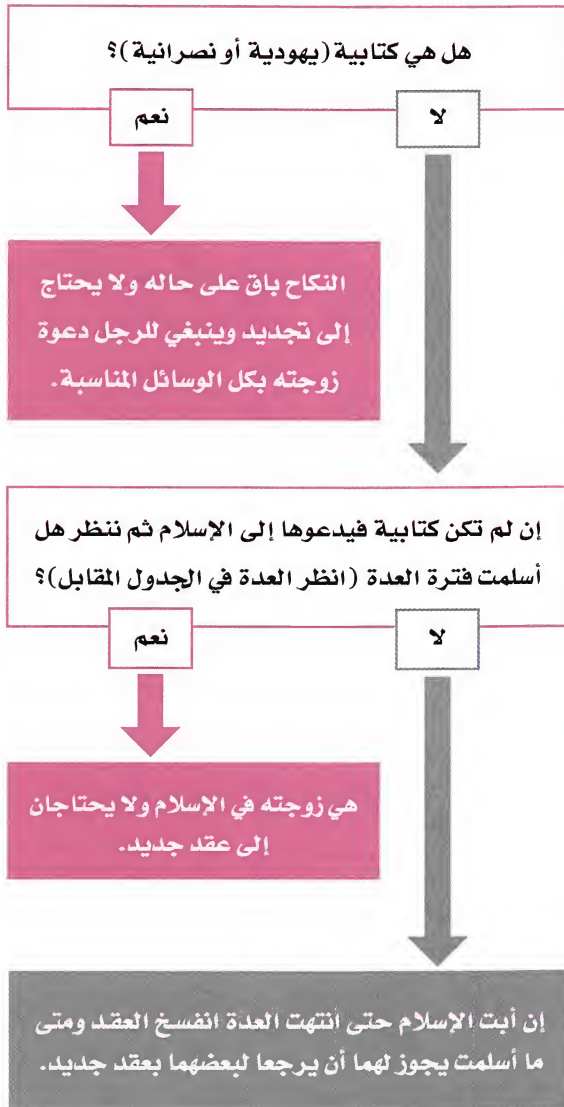 هل هي كتابية (يهودية أو نصرانية)؟
نعم
لا
النكاح باق على حاله ولا يحتاج
إلى تجديد وينبغي للرجل دعوة
زوجته بكل الوسائل المناسبة.
إن لم تكن كتابية فيدعوها إلى الإسلام ثم ننظر هل
أسلمت فترة العدة (انظر العدة في الجدول المقابل)؟
نعم
لا
هي زوجته في الإسلام ولا يحتاجان
إلى عقد جديد.
إن أبت الإسلام حتى انتهت العدة انفسخ العقد ومتى
ما أسلمت يجوز لهما أن يرجعا لبعضهما بعقد جديد.